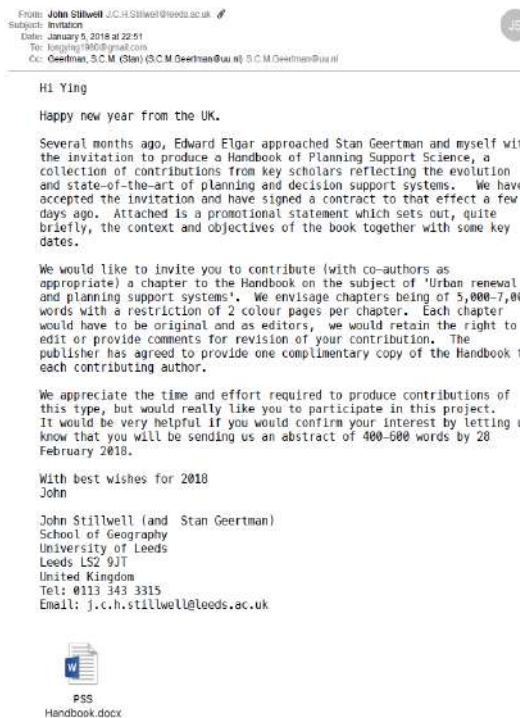 From: John Stillwell J.C.H.Stillwell@leeds.ac.uk
Subject: Invitation
Date: January 5, 2018 at 22:51
To: longying1980@gmail.com
Cc: Geertman, S.C.M. (Stan) (S.C.M.Geertman@uu.nl) S.C.M.Geertman@uu.nl
JS
Hi Ying
Happy new year from the UK.
Several months ago, Edward Elgar approached Stan Geertman and myself wit
the invitation to produce a Handbook of Planning Support Science, a
collection of contributions from key scholars reflecting the evolution
and state-of-the-art of planning and decision support systems. We have
accepted the invitation and have signed a contract to that effect a few
days ago. Attached is a promotional statement which sets out, quite
briefly, the context and objectives of the book together with some key
dates.
We would like to invite you to contribute (with co-authors as
appropriate) a chapter to the Handbook on the subject of 'Urban renewal
and planning support systems'. We envisage chapters being of 5,000-7,00
words with a restriction of 2 colour pages per chapter. Each chapter
would have to be original and as editors, we would retain the right to
edit or provide comments for revision of your contribution. The
publisher has agreed to provide one complimentary copy of the Handbook t
each contributing author.
We appreciate the time and effort required to produce contributions of
this type, but would really like you to participate in this project.
It would be very helpful if you would confirm your interest by letting u
know that you will be sending us an abstract of 400-600 words by 28
February 2018.
With best wishes for 2018
John
John Stillwell (and Stan Geertman)
School of Geography
University of Leeds
Leeds LS2 9JT
United Kingdom
Tel: 0113 343 3315
Email: j.c.h.stillwell@leeds.ac.uk
W
PSS
Handbook.docx